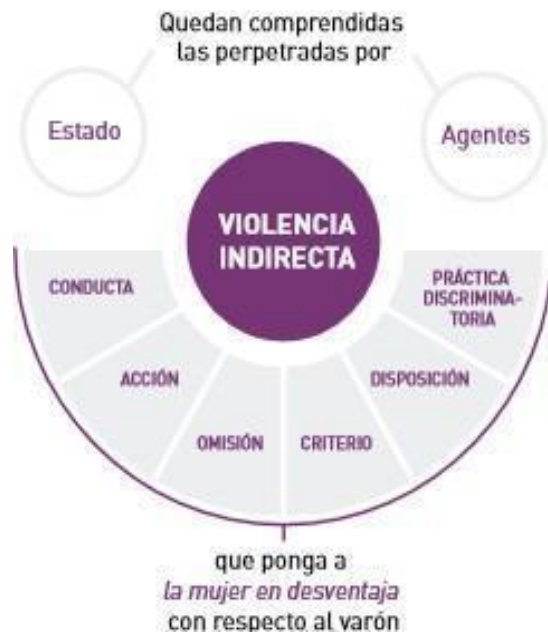 Quedan comprendidas
las perpetradas por
Estado
Agentes
VIOLENCIA
INDIRECTA
CONDUCTA
ACCIÓN
OMISIÓN
CRITERIO
DISPOSICIÓN
PRÁCTICA
DISCRIMINA-
TORIA
que ponga a
la mujer en desventaja
con respecto al varón